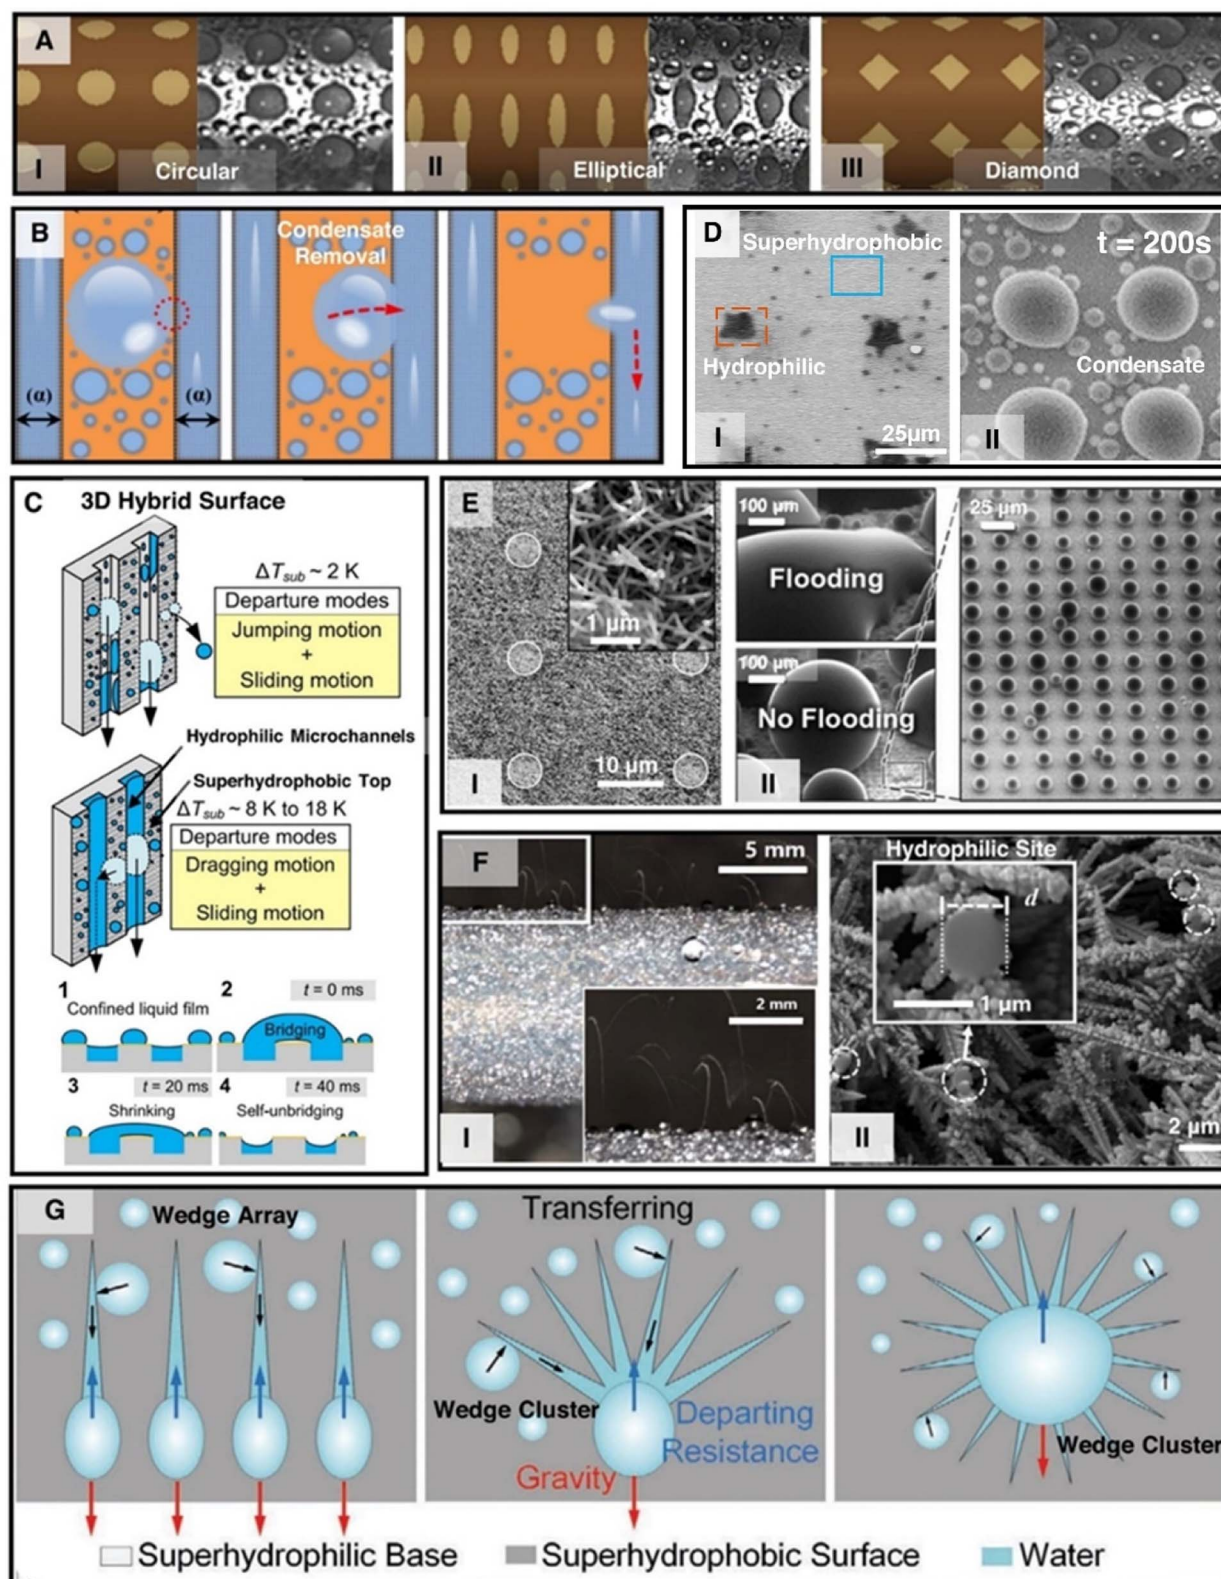 A
I
Circular
II
Elliptical
III
Diamond
B
Condensate
Removal
(α)
(α)
D
Superhydrophobic
Hydrophilic
I
25μm
t = 200s
Condensate
II
C
3D Hybrid Surface
ΔTsub ~ 2 K
Departure modes
Jumping motion
+
Sliding motion
Hydrophilic Microchannels
Superhydrophobic Top
ΔTsub ~ 8 K to 18 K
Departure modes
Dragging motion
+
Sliding motion
1
Confined liquid film
2
t = 0 ms
Bridging
3
t = 20 ms
Shrinking
4
t = 40 ms
Self-unbridging
E
1 μm
10 μm
I
100 μm
Flooding
100 μm
No Flooding
II
25 μm
F
5 mm
2 mm
I
Hydrophilic Site
d
1 μm
II
2 μm
G
Wedge Array
Transferring
Wedge Cluster
Departing
Resistance
Gravity
Wedge Cluster
Superhydrophilic Base
Superhydrophobic Surface
Water